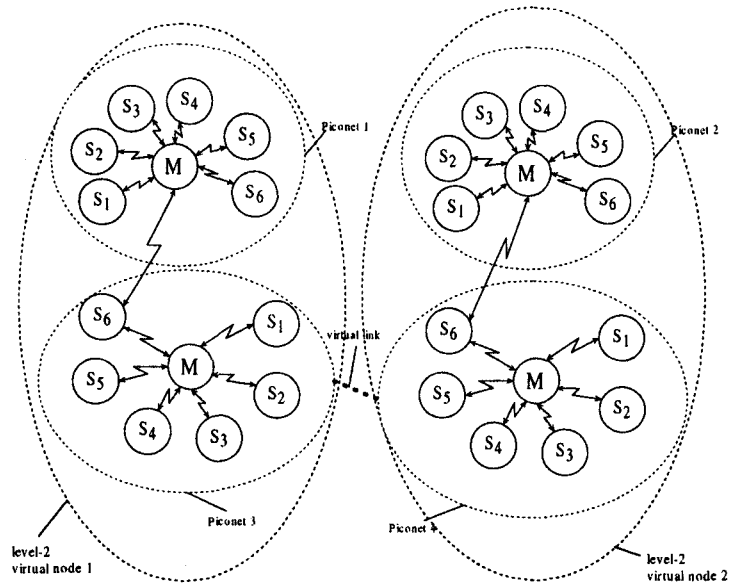 S3
S4
S2
S5
M
S1
S6
Piconet 1
S3
S4
S2
S5
M
S1
S6
Piconet 2
S6
S1
M
S5
S2
S4
S3
virtual link
S6
S1
M
S5
S2
S4
S3
Piconet 3
Piconet
level-2
virtual node 1
level-2
virtual node 2